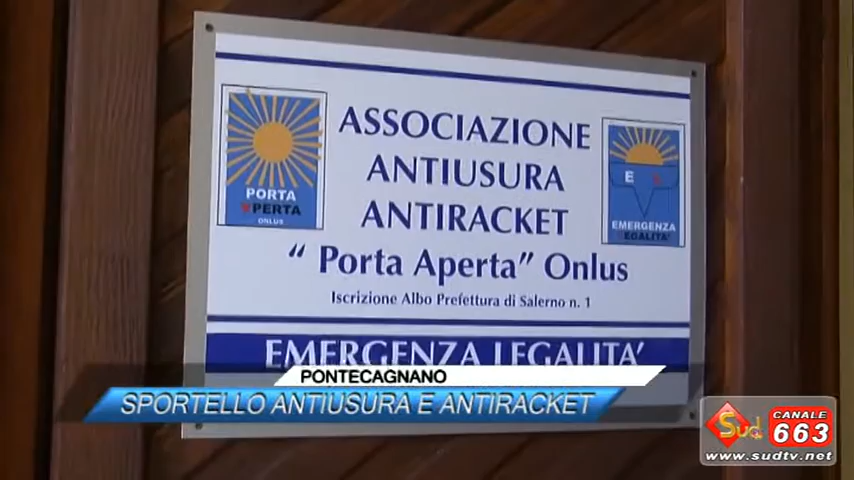 ASSOCIAZIONE
ANTIUSURA
ANTIRACKET
“Porta Aperta” Onlus
Iscrizione Albo Prefettura di Salerno n. 1
EMERGENZA LEGALITA’
PORTA
APERTA
ONLUS
E
EMERGENZA
LEGALITA'
PONTECAGNANO
SPORTELLO ANTIUSURA E ANTIRACKET
Sud
CANALE
663
www.sudtv.net